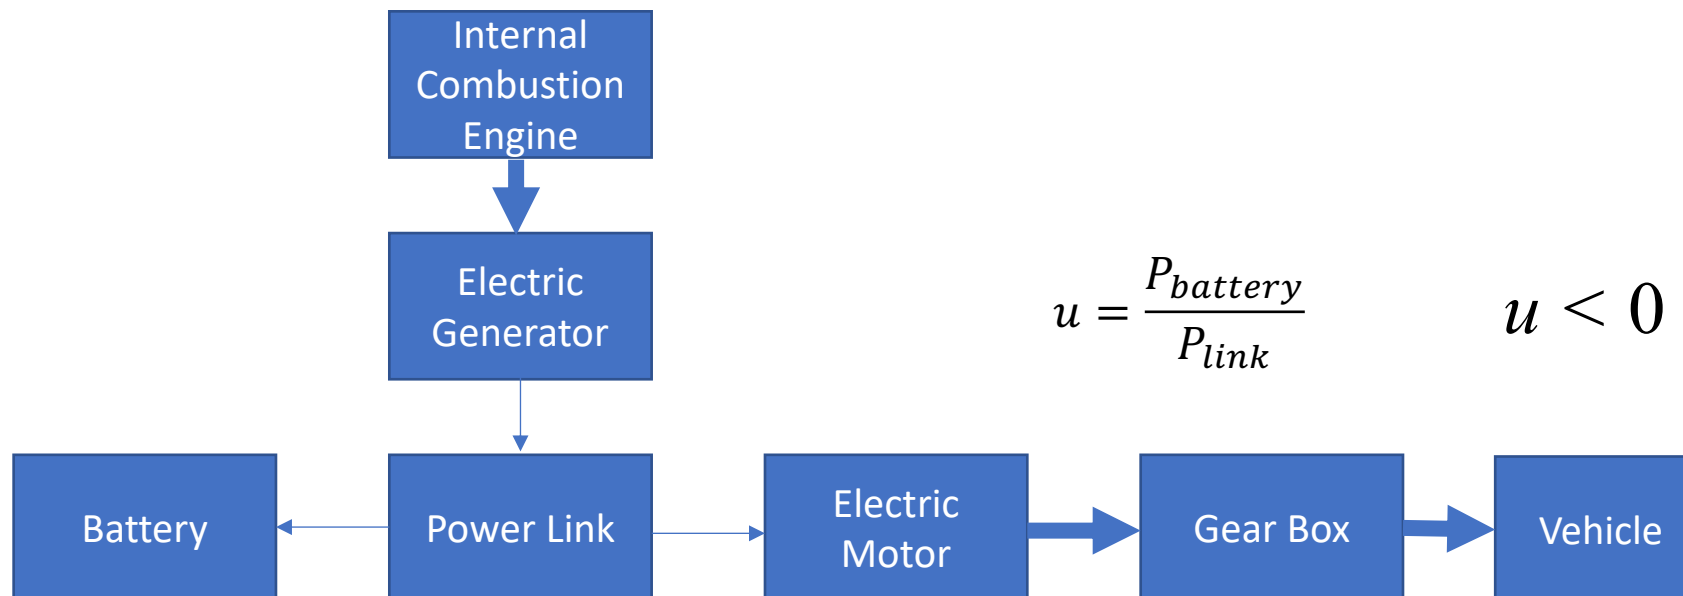 Internal
Combustion
Engine
Electric
Generator
u = P_battery / P_link
u < 0
Battery
Power Link
Electric
Motor
Gear Box
Vehicle